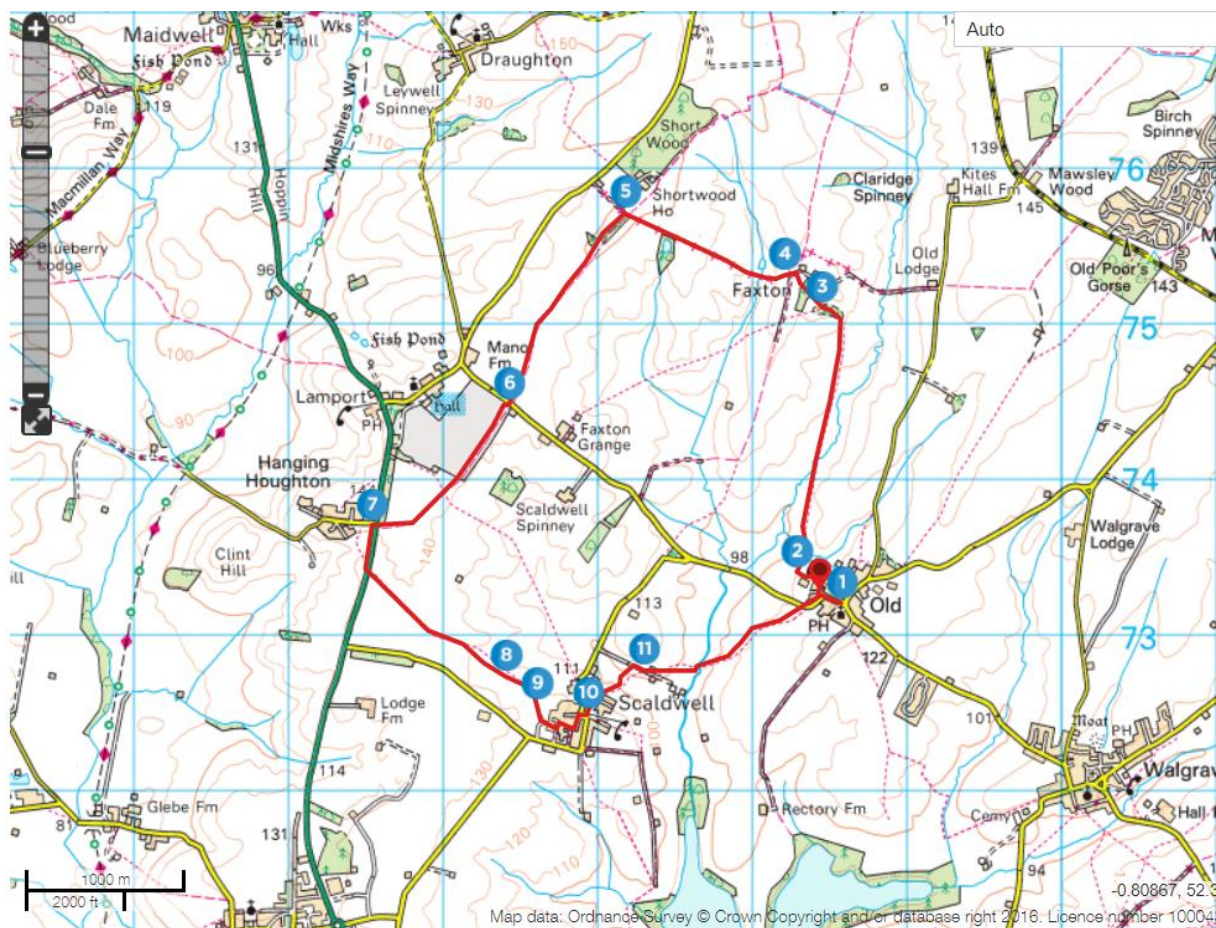 Auto
Maidwell
Hall
Wks
Fish Pond
Dale
Fm
119
Macmillan Way
Blueberry
Lodge
131
Hoppin
Hill
Midshires Way
110
96
Draughton
150
130
Leywell
Spinney
Short
Wood
5
Shortwood
Ho
139
Birch
Spinney
76
Claridge
Spinney
Kites
Hall Fm
Mawsley
Wood
145
4
3
Faxton
Old
Lodge
Old Poor's
Gorse
143
75
100
Fish Pond
Mano
Fm
6
Lamport
PH
Hall
90
Faxton
Grange
Hanging
Houghton
7
74
Scaldwell
Spinney
Walgrave
Lodge
Clint
Hill
140
98
2
1
Old
PH
113
73
122
8
9
111
11
10
Scaldwell
Lodge
Fm
101
Moat
PH
114
130
Walgrav
Glebe Fm
81
131
120
110
Rectory Fm
Cemy
94
1000 m
2000 ft
-0.80867, 52.3
Map data: Ordnance Survey © Crown Copyright and/or database right 2016. Licence number 10004